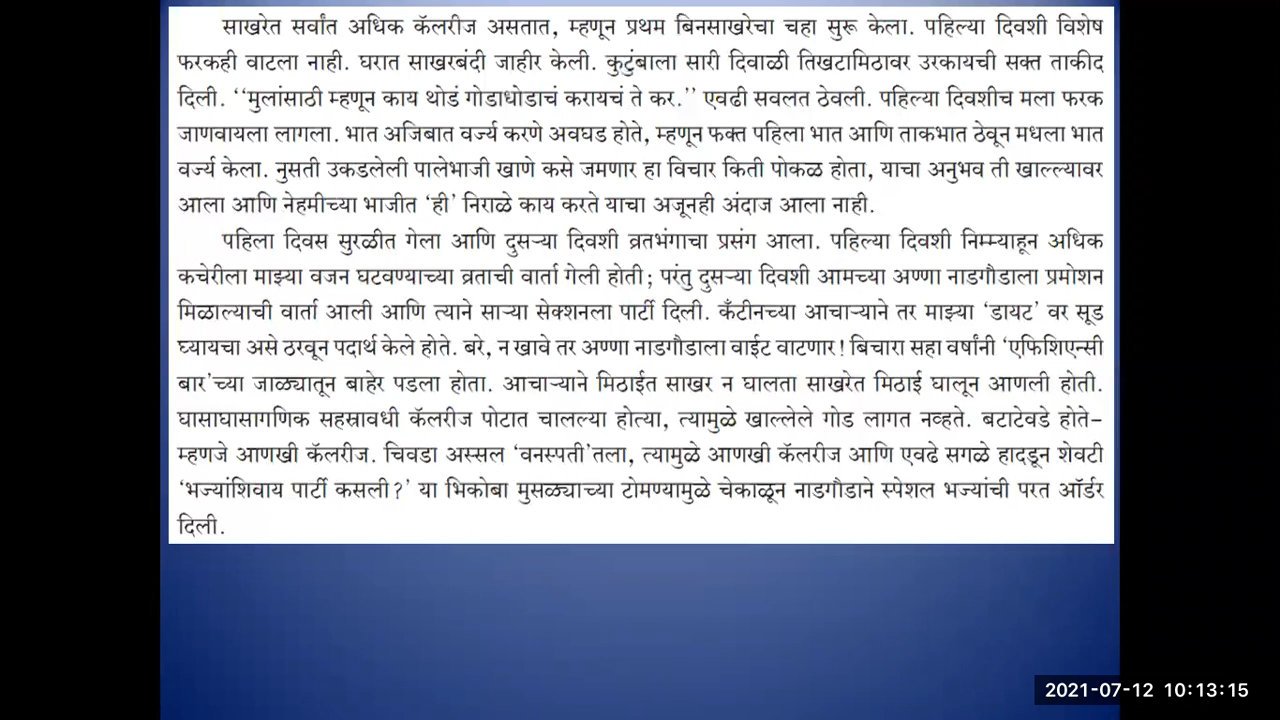 साखरेत सर्वांत अधिक कॅलरीज असतात, म्हणून प्रथम बिनसाखरेचा चहा सुरू केला. पहिल्या दिवशी विशेष
फरकही वाटला नाही. घरात साखरबंदी जाहीर केली. कुटुंबाला सारी दिवाळी तिखटामिठावर उरकायची सक्त ताकीद
दिली. ‘‘मुलांसाठी म्हणून काय थोडं गोडाधोडाचं करायचं ते कर.’’ एवढी सवलत ठेवली. पहिल्या दिवशीच मला फरक
जाणवायला लागला. भात अजिबात वर्ज्य करणे अवघड होते, म्हणून फक्त पहिला भात आणि ताकभात ठेवून मधला भात
वर्ज्य केला. नुसती उकडलेली पालेभाजी खाणे कसे जमणार हा विचार किती पोकळ होता, याचा अनुभव ती खाल्ल्यावर
आला आणि नेहमीच्या भाजीत ‘ही’ निराळे काय करते याचा अजूनही अंदाज आला नाही.
पहिला दिवस सुरळीत गेला आणि दुसऱ्या दिवशी व्रतभंगाचा प्रसंग आला. पहिल्या दिवशी निम्म्याहून अधिक
कचेरीला माझ्या वजन घटवण्याच्या व्रताची वार्ता गेली होती; परंतु दुसऱ्या दिवशी आमच्या अण्णा नाडगौडाला प्रमोशन
मिळाल्याची वार्ता आली आणि त्याने साऱ्या सेक्शनला पार्टी दिली. कँटीनच्या आचाऱ्याने तर माझ्या ‘डायट’ वर सूड
घ्यायचा असे ठरवून पदार्थ केले होते. बरे, न खावे तर अण्णा नाडगौडाला वाईट वाटणार! बिचारा सहा वर्षांनी ‘एफिशिएन्सी
बार’च्या जाळ्यातून बाहेर पडला होता. आचाऱ्याने मिठाईत साखर न घालता साखरेत मिठाई घालून आणली होती.
घासाघासागणिक सहस्रावधी कॅलरीज पोटात चालल्या होत्या, त्यामुळे खाल्लेले गोड लागत नव्हते. बटाटेवडे होते–
म्हणजे आणखी कॅलरीज. चिवडा अस्सल ‘वनस्पती’तला, त्यामुळे आणखी कॅलरीज आणि एवढे सगळे हादडून शेवटी
‘भज्यांशिवाय पार्टी कसली?’ या भिकोबा मुसळ्याच्या टोमण्यामुळे चेकाळून नाडगौडाने स्पेशल भज्यांची परत ऑर्डर
दिली.
2021-07-12 10:13:15